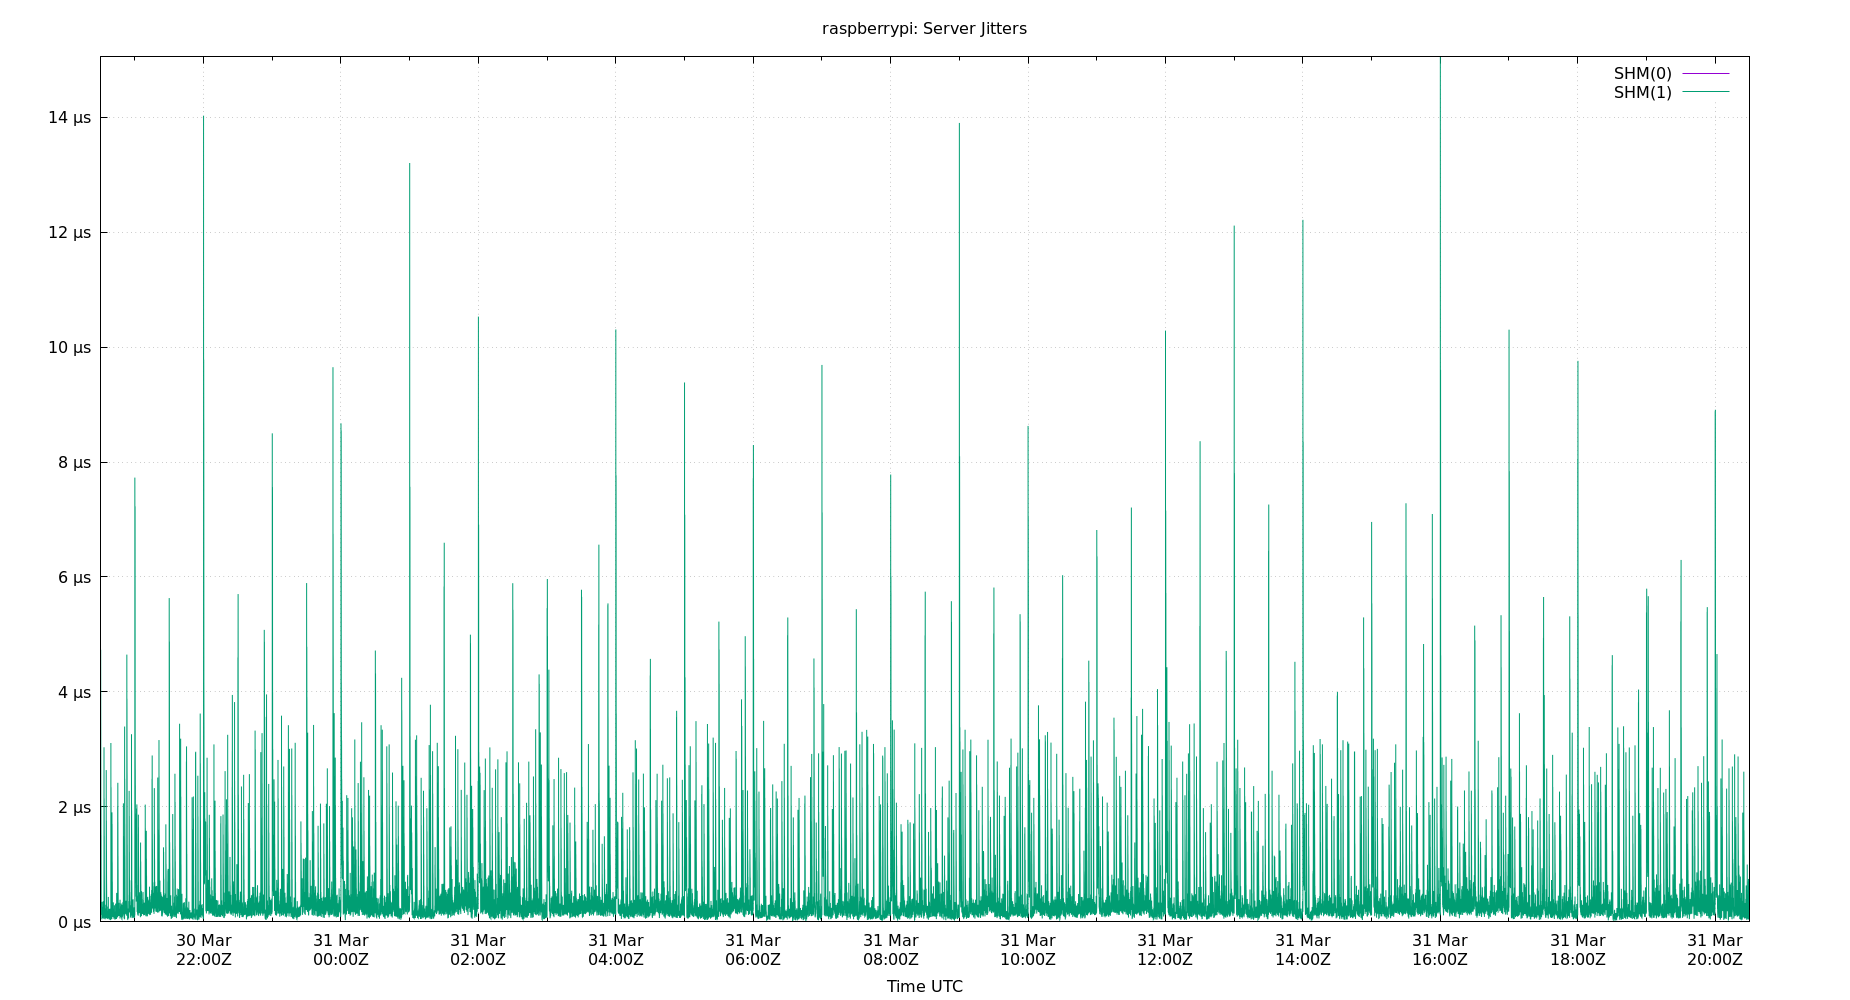 raspberrypi: Server Jitters
SHM(0)
SHM(1)
14 µs
12 µs
10 µs
8 µs
6 µs
4 µs
2 µs
0 µs
30 Mar 31 Mar 31 Mar 31 Mar 31 Mar 31 Mar 31 Mar 31 Mar 31 Mar 31 Mar 31 Mar 31 Mar
22:00Z 00:00Z 02:00Z 04:00Z 06:00Z 08:00Z 10:00Z 12:00Z 14:00Z 16:00Z 18:00Z 20:00Z
Time UTC